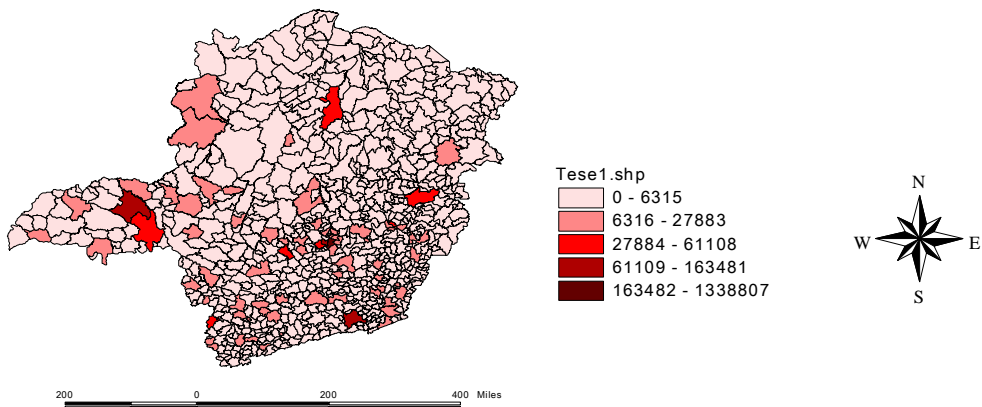 Tese1.shp
0 - 6315
6316 - 27883
27884 - 61108
61109 - 163481
163482 - 1338807
N
W E
S
200 0 200 400 Miles